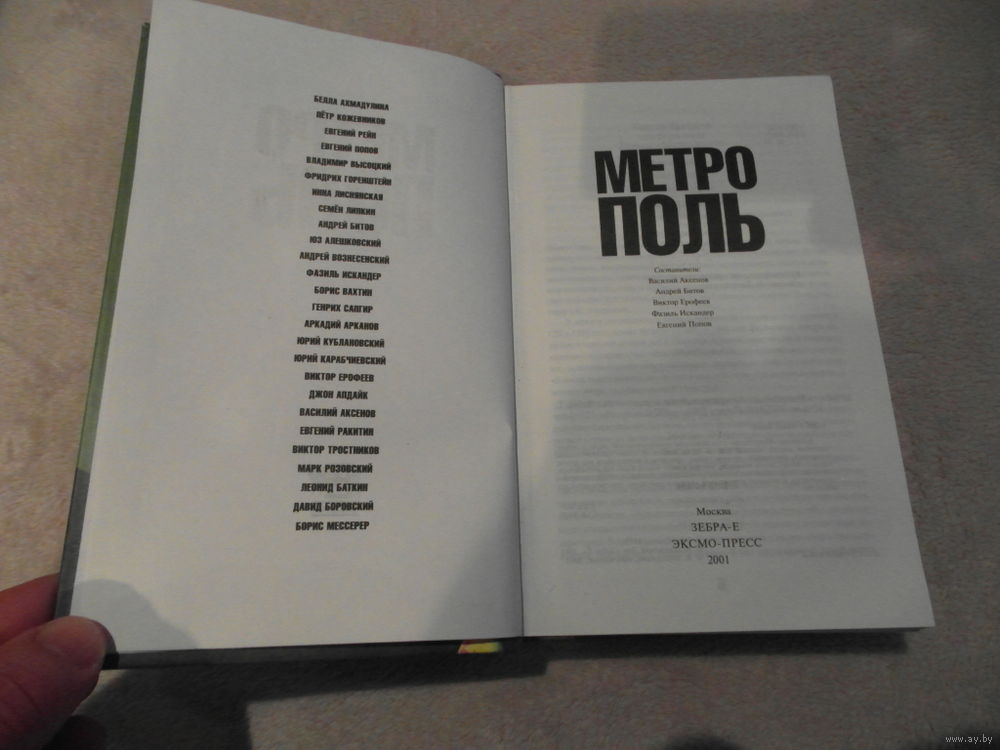 БЕЛЛА АХМАДУЛИНА
ПЁТР КОЖЕВНИКОВ
ЕВГЕНИЙ РЕЙН
ЕВГЕНИЙ ПОПОВ
ВЛАДИМИР ВЫСОЦКИЙ
ФРИДРИХ ГОРЕНШТЕЙН
ИННА ЛИСНЯНСКАЯ
СЕМЁН ЛИПКИН
АНДРЕЙ БИТОВ
ЮЗ АЛЕШКОВСКИЙ
АНДРЕЙ ВОЗНЕСЕНСКИЙ
ФАЗИЛЬ ИСКАНДЕР
БОРИС ВАХТИН
ГЕНРИХ САПГИР
АРКАДИЙ АРКАНОВ
ЮРИЙ КУБЛАНОВСКИЙ
ЮРИЙ КАРАБЧИЕВСКИЙ
ВИКТОР ЕРОФЕЕВ
ДЖОН АПДАЙК
ВАСИЛИЙ АКСЕНОВ
ЕВГЕНИЙ РАКИТИН
ВИКТОР ТРОСТНИКОВ
МАРК РОЗОВСКИЙ
ЛЕОНИД БАТКИН
ДАВИД БОРОВСКИЙ
БОРИС МЕССЕРЕР
МЕТРО
ПОЛЬ
Составители:
Василий Аксенов
Андрей Битов
Виктор Ерофеев
Фазиль Искандер
Евгений Попов
Москва
ЗЕБРА-Е
ЭКСМО-ПРЕСС
2001
www.ay.by